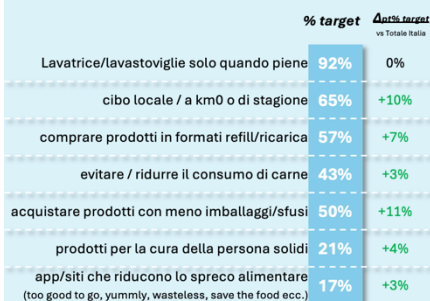 % target Δpt% target
vs Totale Italia
Lavatrice/lavastoviglie solo quando piene 92% 0%
cibo locale / a km0 o di stagione 65% +10%
comprare prodotti in formati refill/ricarica 57% +7%
evitare / ridurre il consumo di carne 43% +3%
acquistare prodotti con meno imballaggi/sfusi 50% +11%
prodotti per la cura della persona solidi 21% +4%
app/siti che riducono lo spreco alimentare 17% +3%
(too good to go, yummly, wasteless, save the food ecc.)